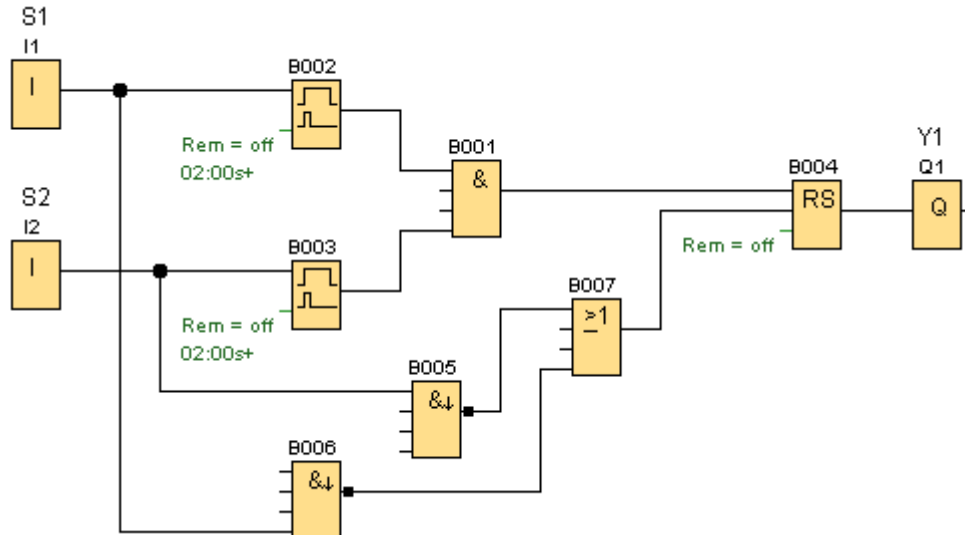 S1
I1
I
B002
Rem = off
02:00s+
B001
&
S2
I2
I
B003
Rem = off
02:00s+
B004
RS
Rem = off
Y1
Q1
Q
B007
≥1
B005
&↓
B006
&↓